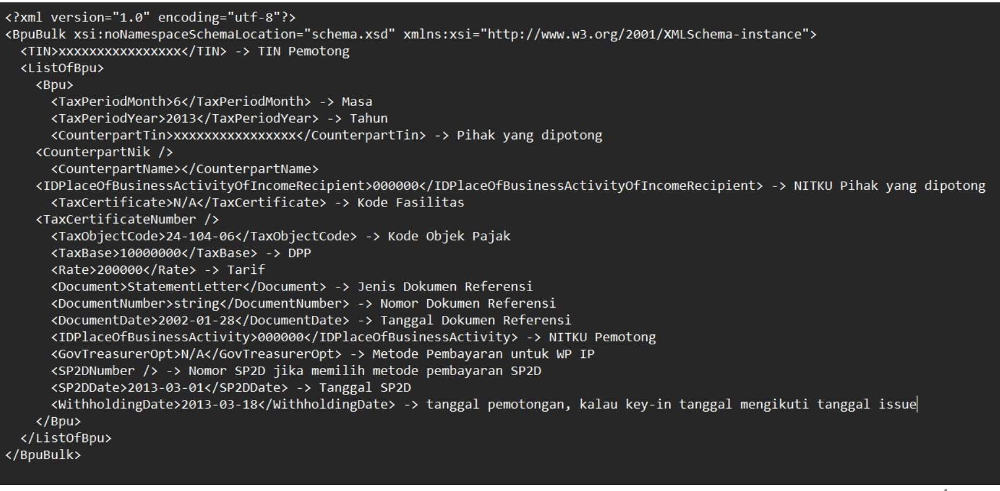 <?xml version="1.0" encoding="utf-8"?>
<BpuBulk xsi:noNamespaceSchemaLocation="schema.xsd" xmlns:xsi="http://www.w3.org/2001/XMLSchema-instance">
  <TIN>xxxxxxxxxxxxxxxx</TIN> -> TIN Pemotong
  <ListOfBpu>
    <Bpu>
      <TaxPeriodMonth>6</TaxPeriodMonth> -> Masa
      <TaxPeriodYear>2013</TaxPeriodYear> -> Tahun
      <CounterpartTin>xxxxxxxxxxxxxxxx</CounterpartTin> -> Pihak yang dipotong
    <CounterpartNik />
      <CounterpartName></CounterpartName>
    <IDPlaceOfBusinessActivityOfIncomeRecipient>000000</IDPlaceOfBusinessActivityOfIncomeRecipient> -> NITKU Pihak yang dipotong
      <TaxCertificate>N/A</TaxCertificate> -> Kode Fasilitas
    <TaxCertificateNumber />
      <TaxObjectCode>24-104-06</TaxObjectCode> -> Kode Objek Pajak
      <TaxBase>10000000</TaxBase> -> DPP
      <Rate>200000</Rate> -> Tarif
      <Document>StatementLetter</Document> -> Jenis Dokumen Referensi
      <DocumentNumber>string</DocumentNumber> -> Nomor Dokumen Referensi
      <DocumentDate>2002-01-28</DocumentDate> -> Tanggal Dokumen Referensi
      <IDPlaceOfBusinessActivity>000000</IDPlaceOfBusinessActivity> -> NITKU Pemotong
      <GovTreasurerOpt>N/A</GovTreasurerOpt> -> Metode Pembayaran untuk WP IP
      <SP2DNumber /> -> Nomor SP2D jika memilih metode pembayaran SP2D
      <SP2DDate>2013-03-01</SP2DDate> -> Tanggal SP2D
      <WithholdingDate>2013-03-18</WithholdingDate> -> tanggal pemotongan, kalau key-in tanggal mengikuti tanggal issue
    </Bpu>
  </ListOfBpu>
</BpuBulk>